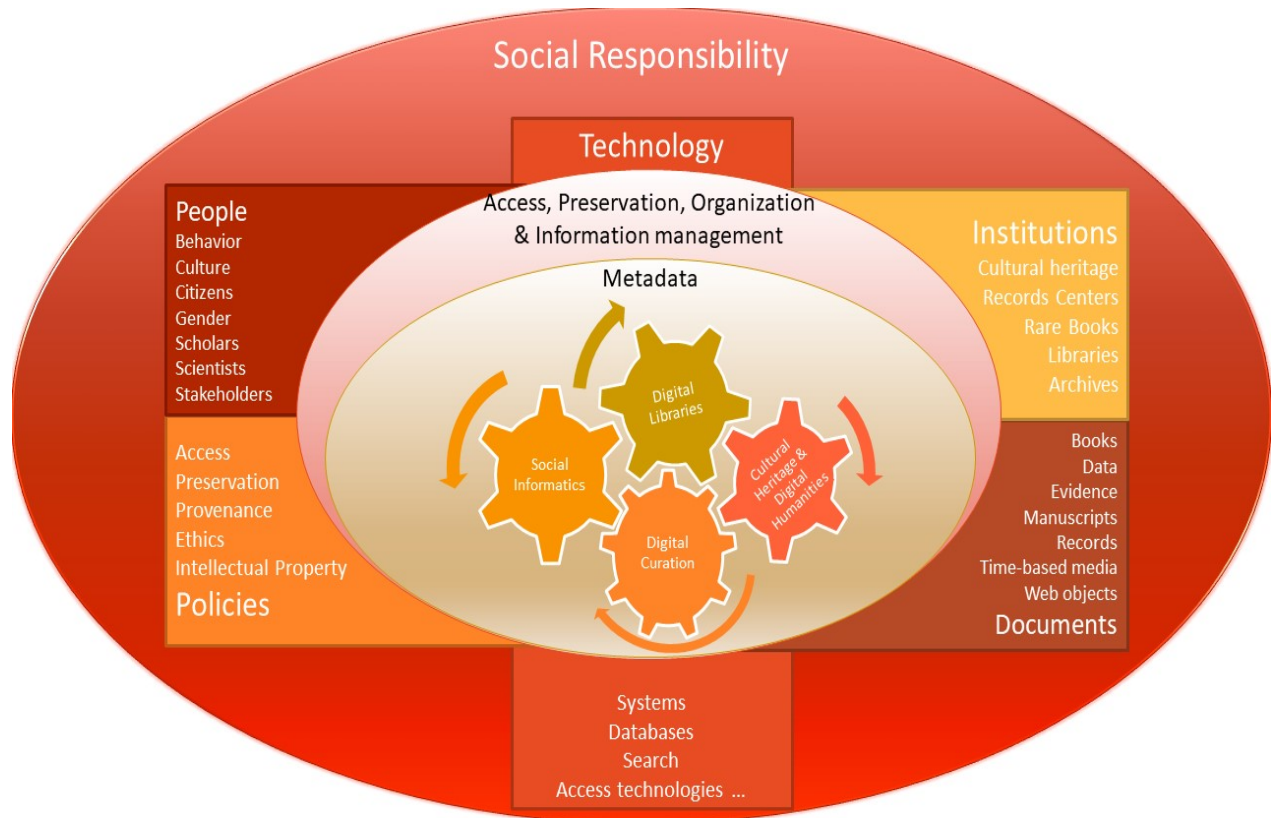 Social Responsibility
Technology
Access, Preservation, Organization
& Information management
Metadata
People
Behavior
Culture
Citizens
Gender
Scholars
Scientists
Stakeholders
Institutions
Cultural heritage
Records Centers
Rare Books
Libraries
Archives
Digital
Libraries
Social
Informatics
Cultural
Heritage &
Digital
Humanities
Digital
Curation
Access
Preservation
Provenance
Ethics
Intellectual Property
Policies
Books
Data
Evidence
Manuscripts
Records
Time-based media
Web objects
Documents
Systems
Databases
Search
Access technologies ...